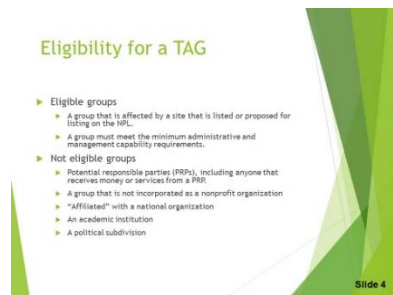 Eligibility for a TAG
Eligible groups
A group that is affected by a site that is listed or proposed for
listing on the NPL.
A group must meet the minimum administrative and
management capability requirements.
Not eligible groups
Potential responsible parties (PRPs), including anyone that
receives money or services from a PRP.
A group that is not incorporated as a nonprofit organization
"Affiliated" with a national organization
An academic institution
A political subdivision
Slide 4